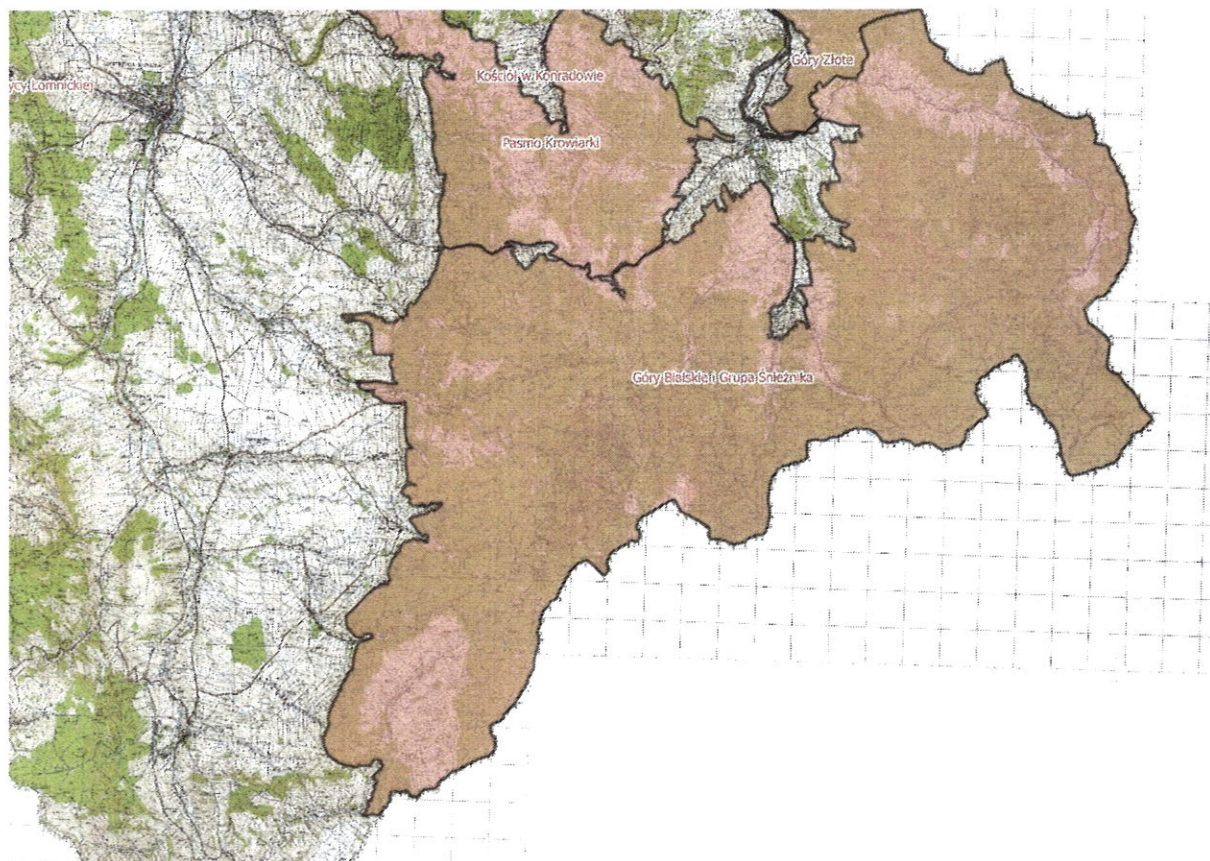 Góry Złote
Kościół w Konradowie
ycy Łomnickiej
Pasmo Krowiarki
Góry Bialskie i Grupa Śnieżnika